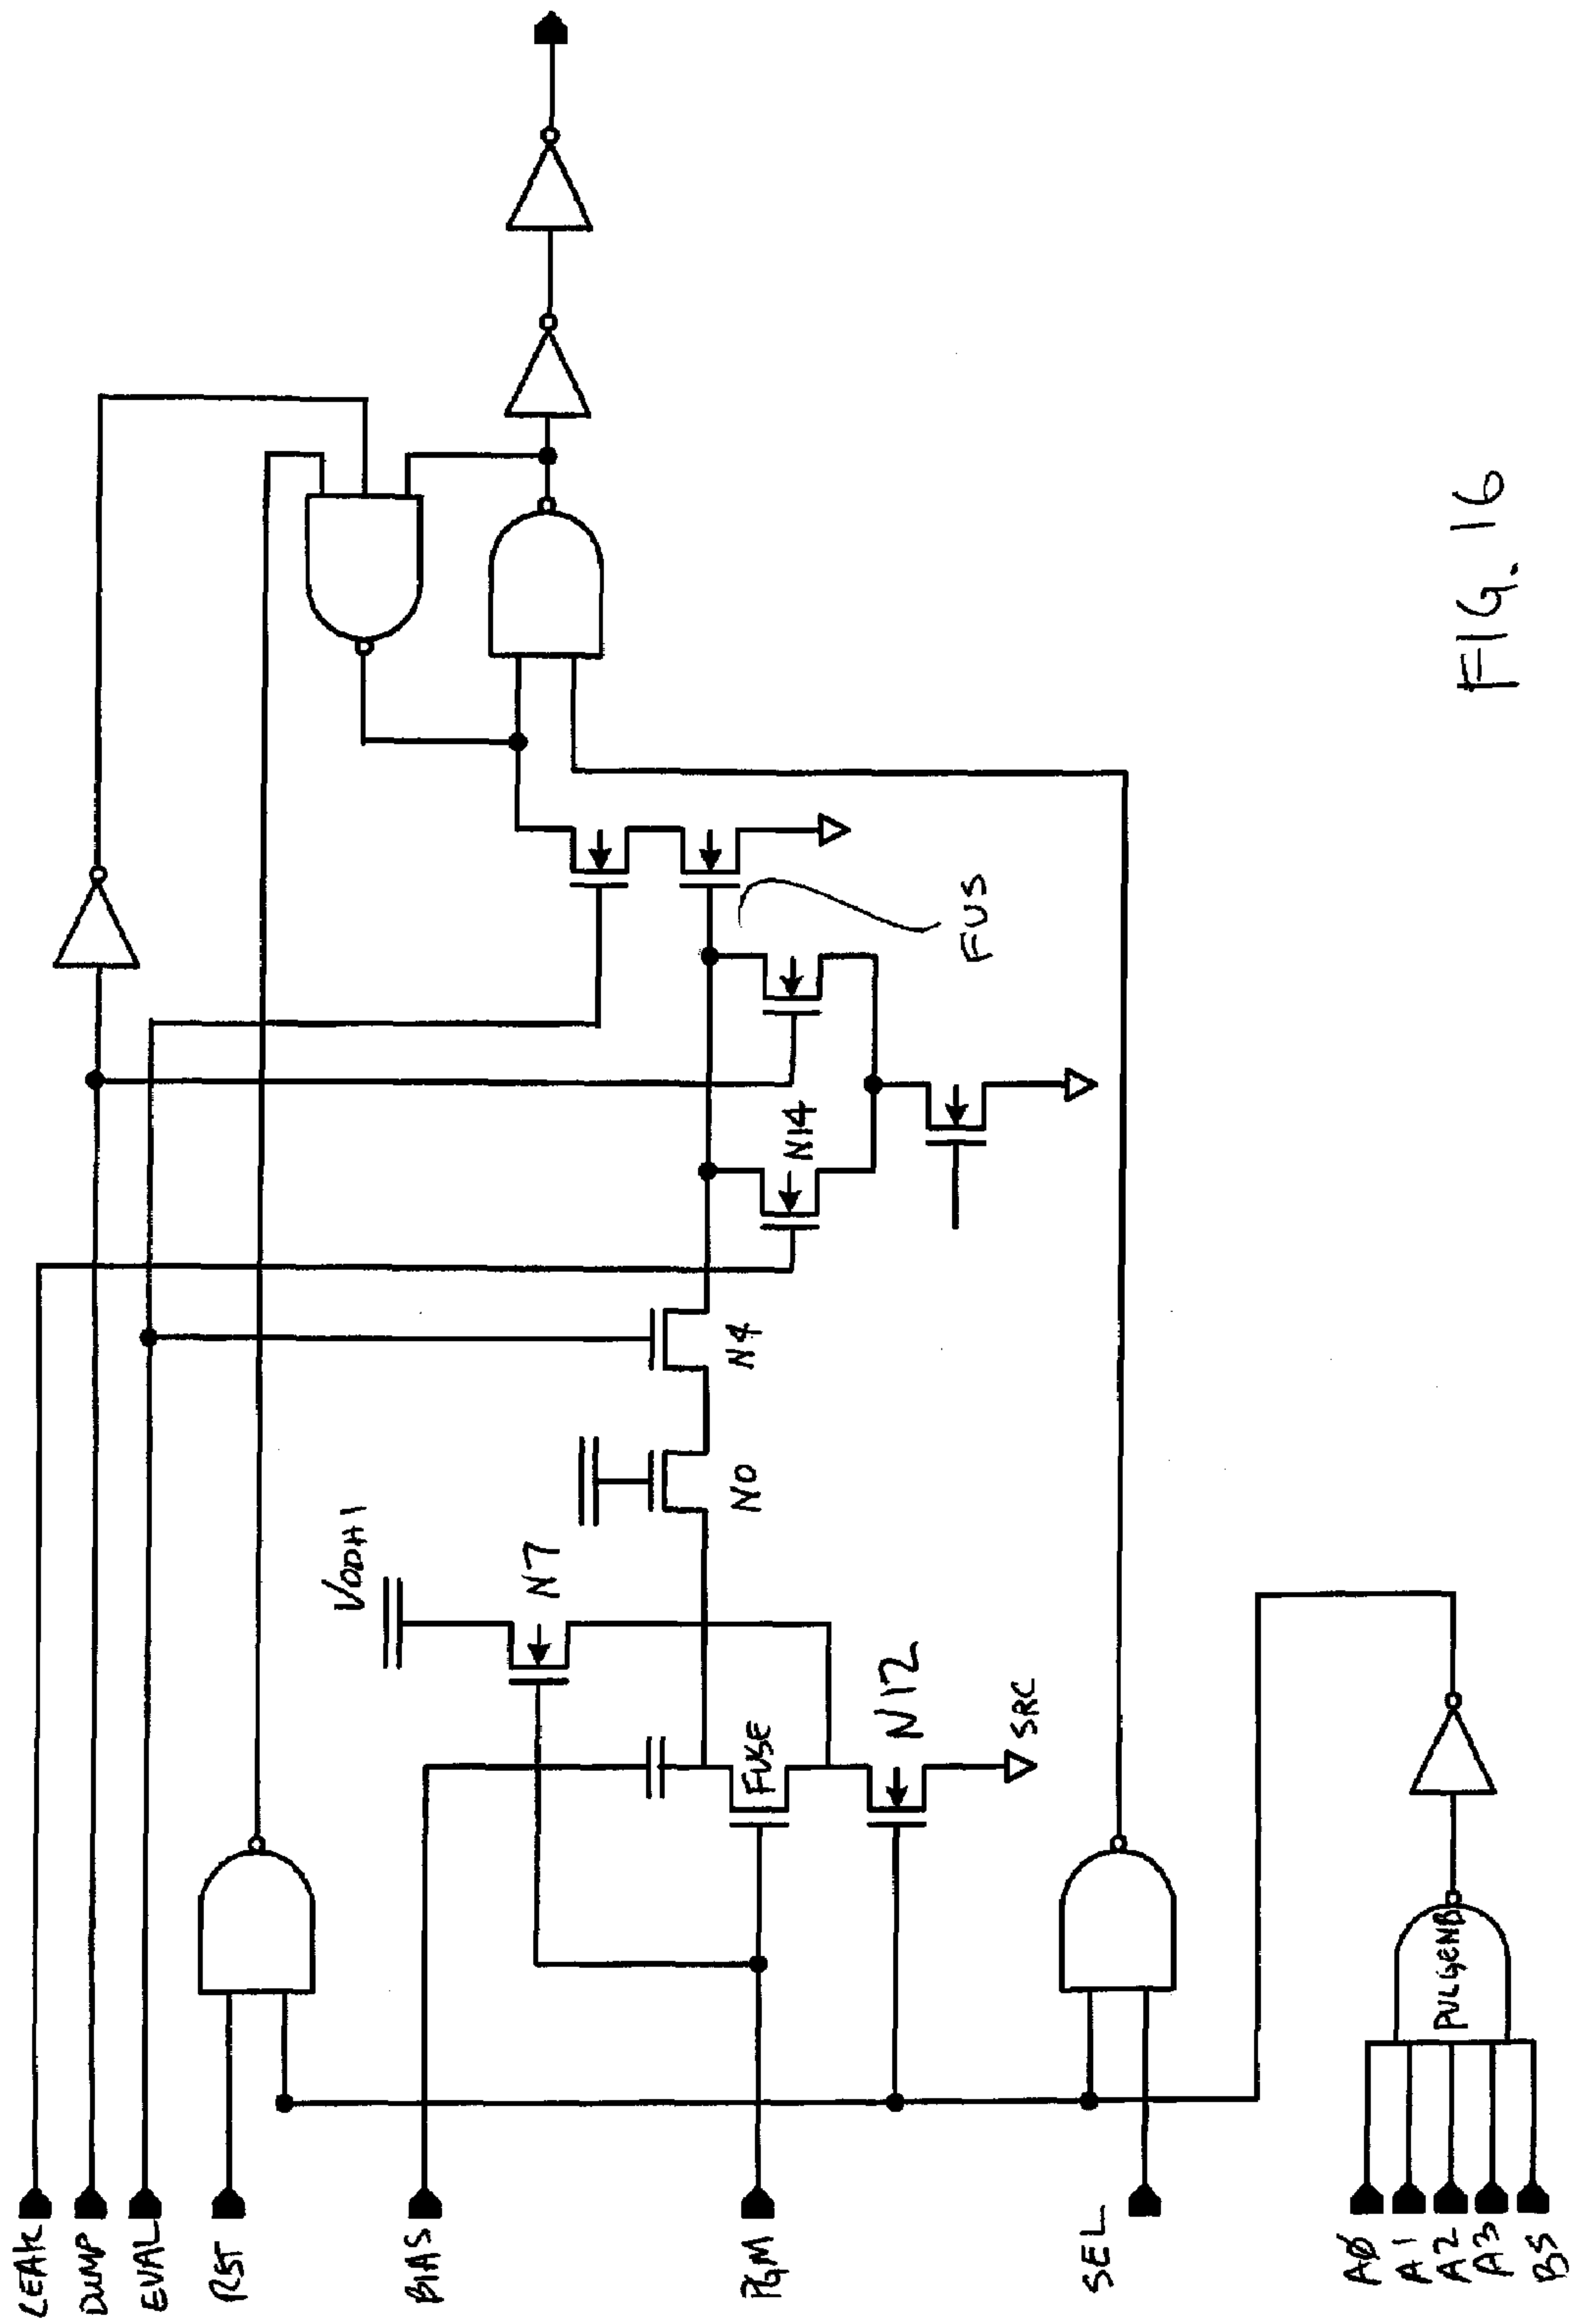 LEAK
DUMP
EVAL
RST
BIAS
PGM
SEL
AØ
A1
A2
A3
BS
PULGENB
VDDH1
N7
FUSE
N12
SRC
N0
N4
N14
FUS
FIG. 16